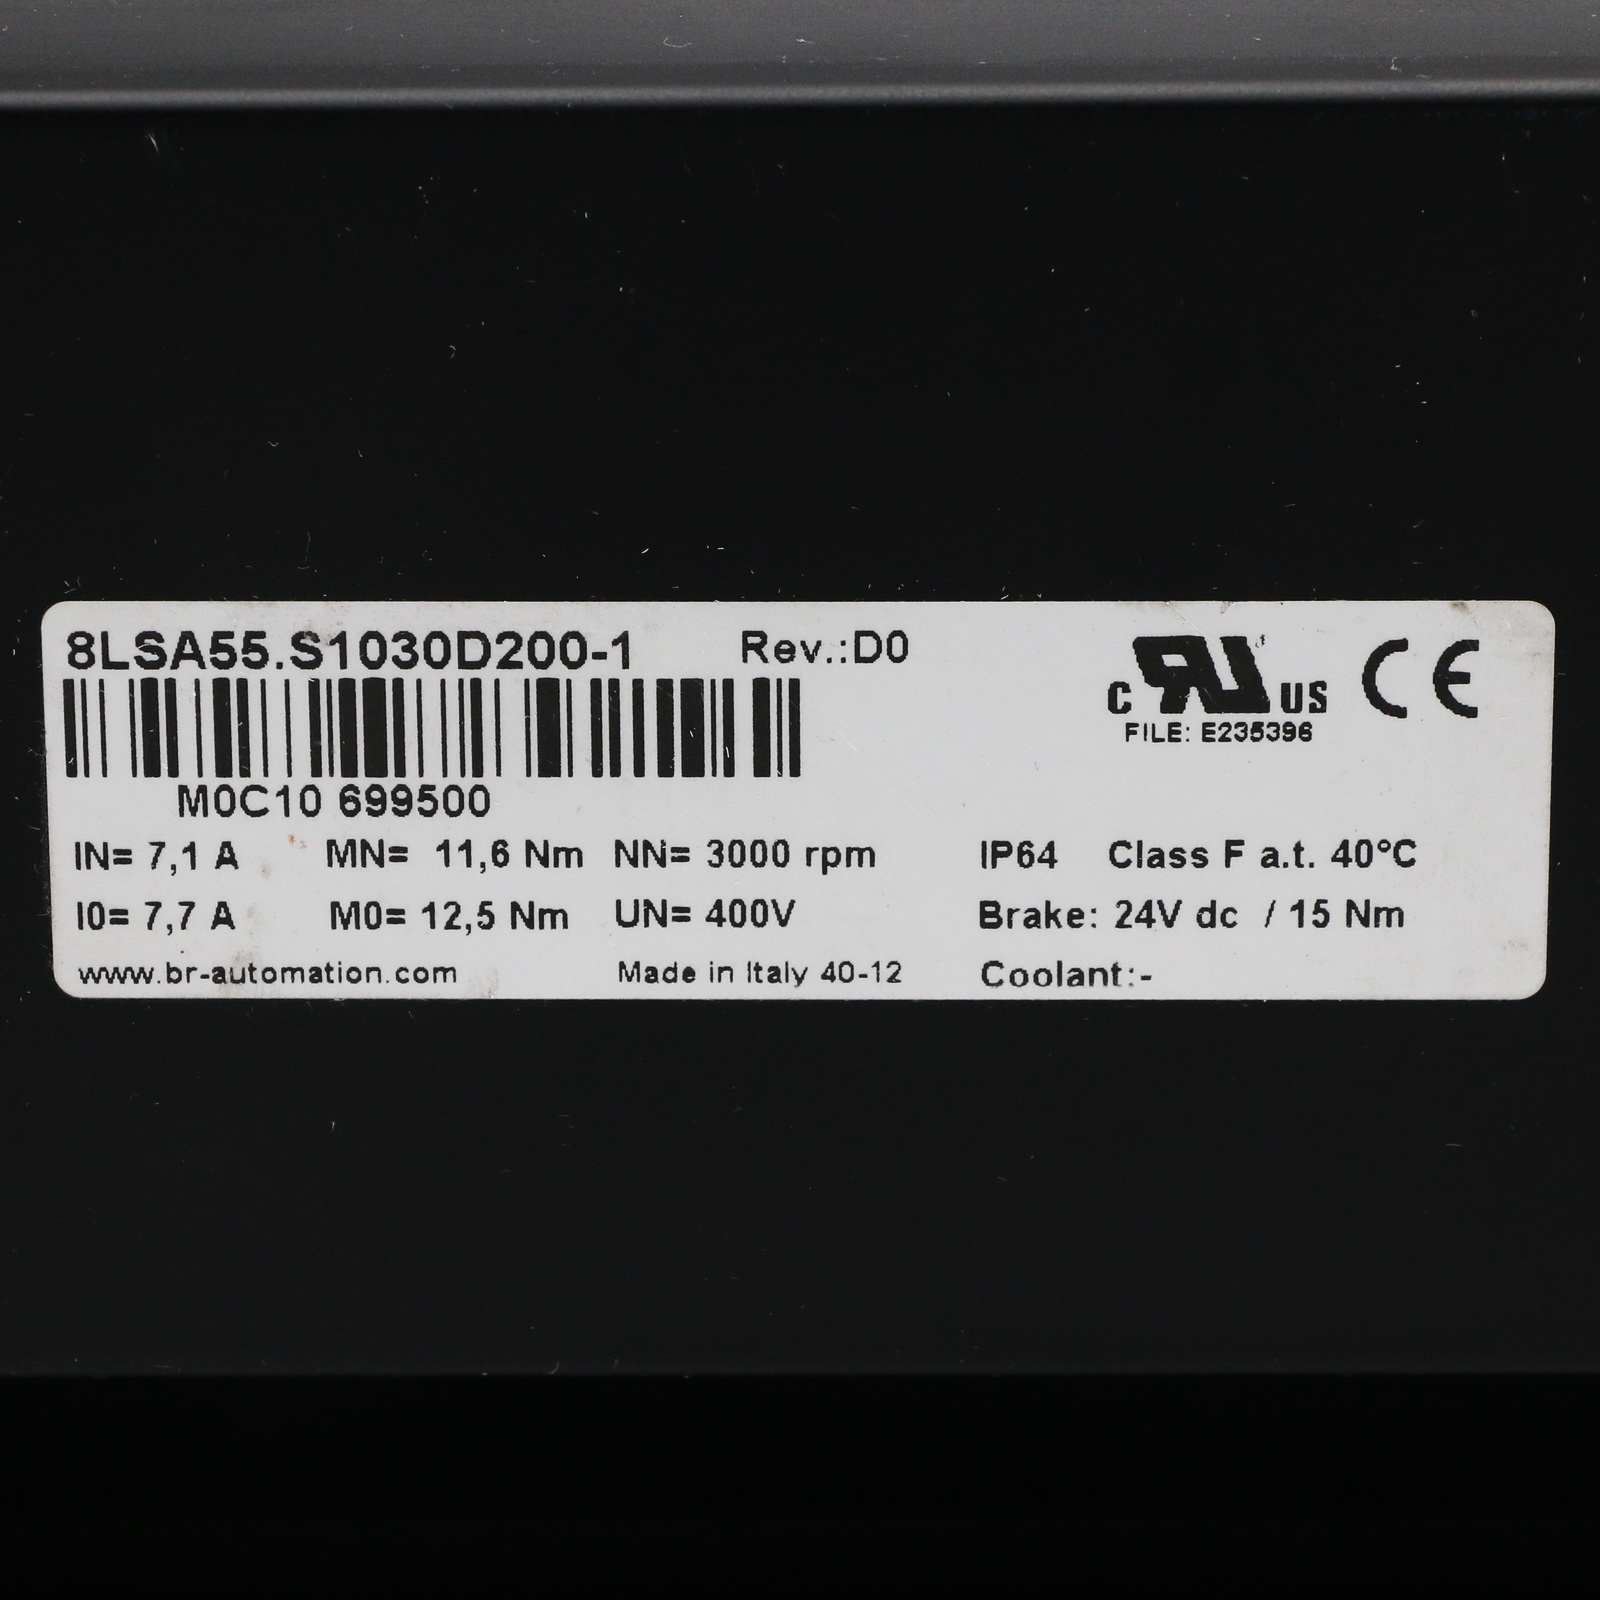 8LSA55.S1030D200-1 Rev.:D0
c RU US CE
FILE: E235396
M0C10 699500
IN= 7,1 A MN= 11,6 Nm NN= 3000 rpm IP64 Class F a.t. 40°C
I0= 7,7 A M0= 12,5 Nm UN= 400V Brake: 24V dc / 15 Nm
www.br-automation.com Made in Italy 40-12 Coolant:-